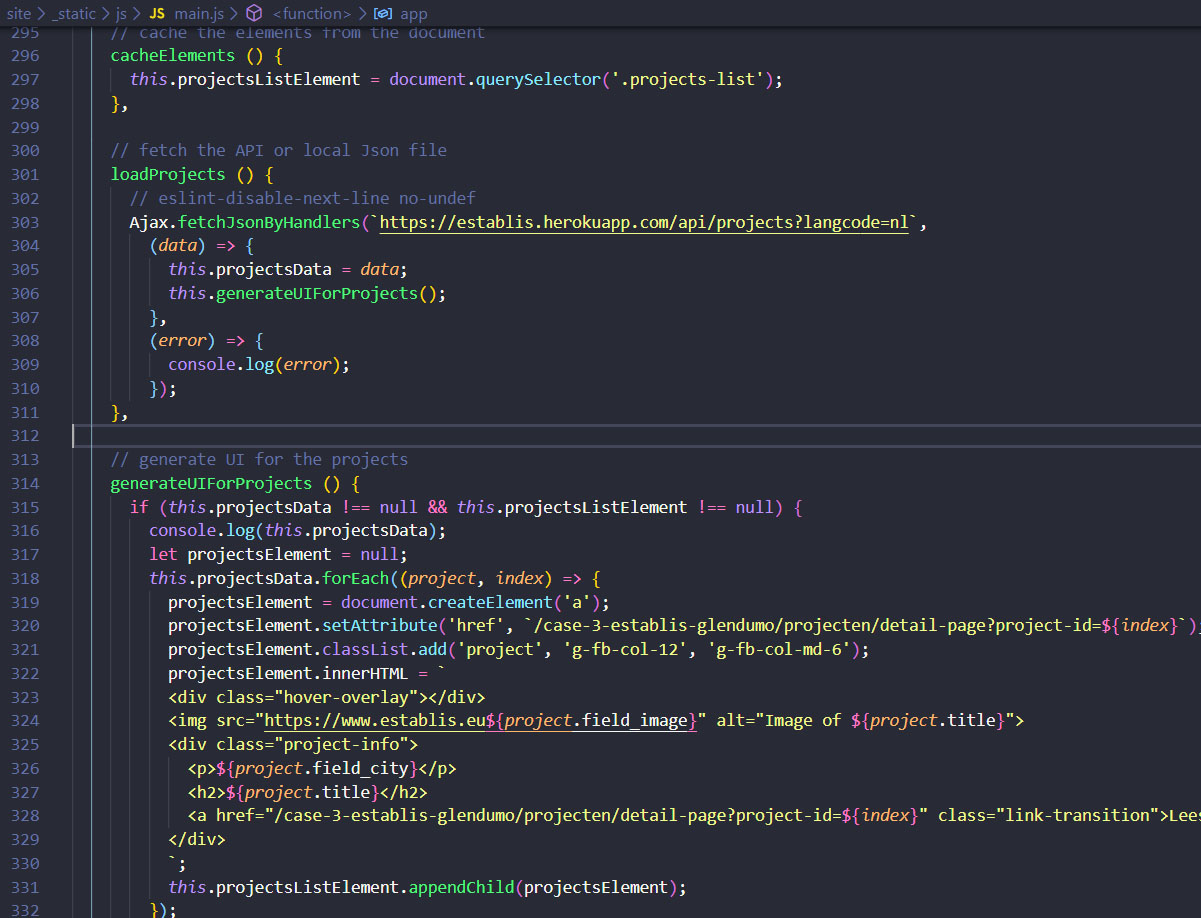 site > _static > js > JS main.js > <function> > app
295 // cache the elements from the document
296 cacheElements () {
297 this.projectsListElement = document.querySelector('.projects-list');
298 },
299
300 // fetch the API or local Json file
301 loadProjects () {
302 // eslint-disable-next-line no-undef
303 Ajax.fetchJsonByHandlers(`https://establis.herokuapp.com/api/projects?langcode=nl`,
304 (data) => {
305 this.projectsData = data;
306 this.generateUIForProjects();
307 },
308 (error) => {
309 console.log(error);
310 });
311 },
312
313 // generate UI for the projects
314 generateUIForProjects () {
315 if (this.projectsData !== null && this.projectsListElement !== null) {
316 console.log(this.projectsData);
317 let projectsElement = null;
318 this.projectsData.forEach((project, index) => {
319 projectsElement = document.createElement('a');
320 projectsElement.setAttribute('href', `/case-3-establis-glendumo/projecten/detail-page?project-id=${index}`);
321 projectsElement.classList.add('project', 'g-fb-col-12', 'g-fb-col-md-6');
322 projectsElement.innerHTML = `
323 <div class="hover-overlay"></div>
324 <img src="https://www.establis.eu${project.field_image}" alt="Image of ${project.title}">
325 <div class="project-info">
326 <p>${project.field_city}</p>
327 <h2>${project.title}</h2>
328 <a href="/case-3-establis-glendumo/projecten/detail-page?project-id=${index}" class="link-transition">Lees
329 </div>
330 `;
331 this.projectsListElement.appendChild(projectsElement);
332 });